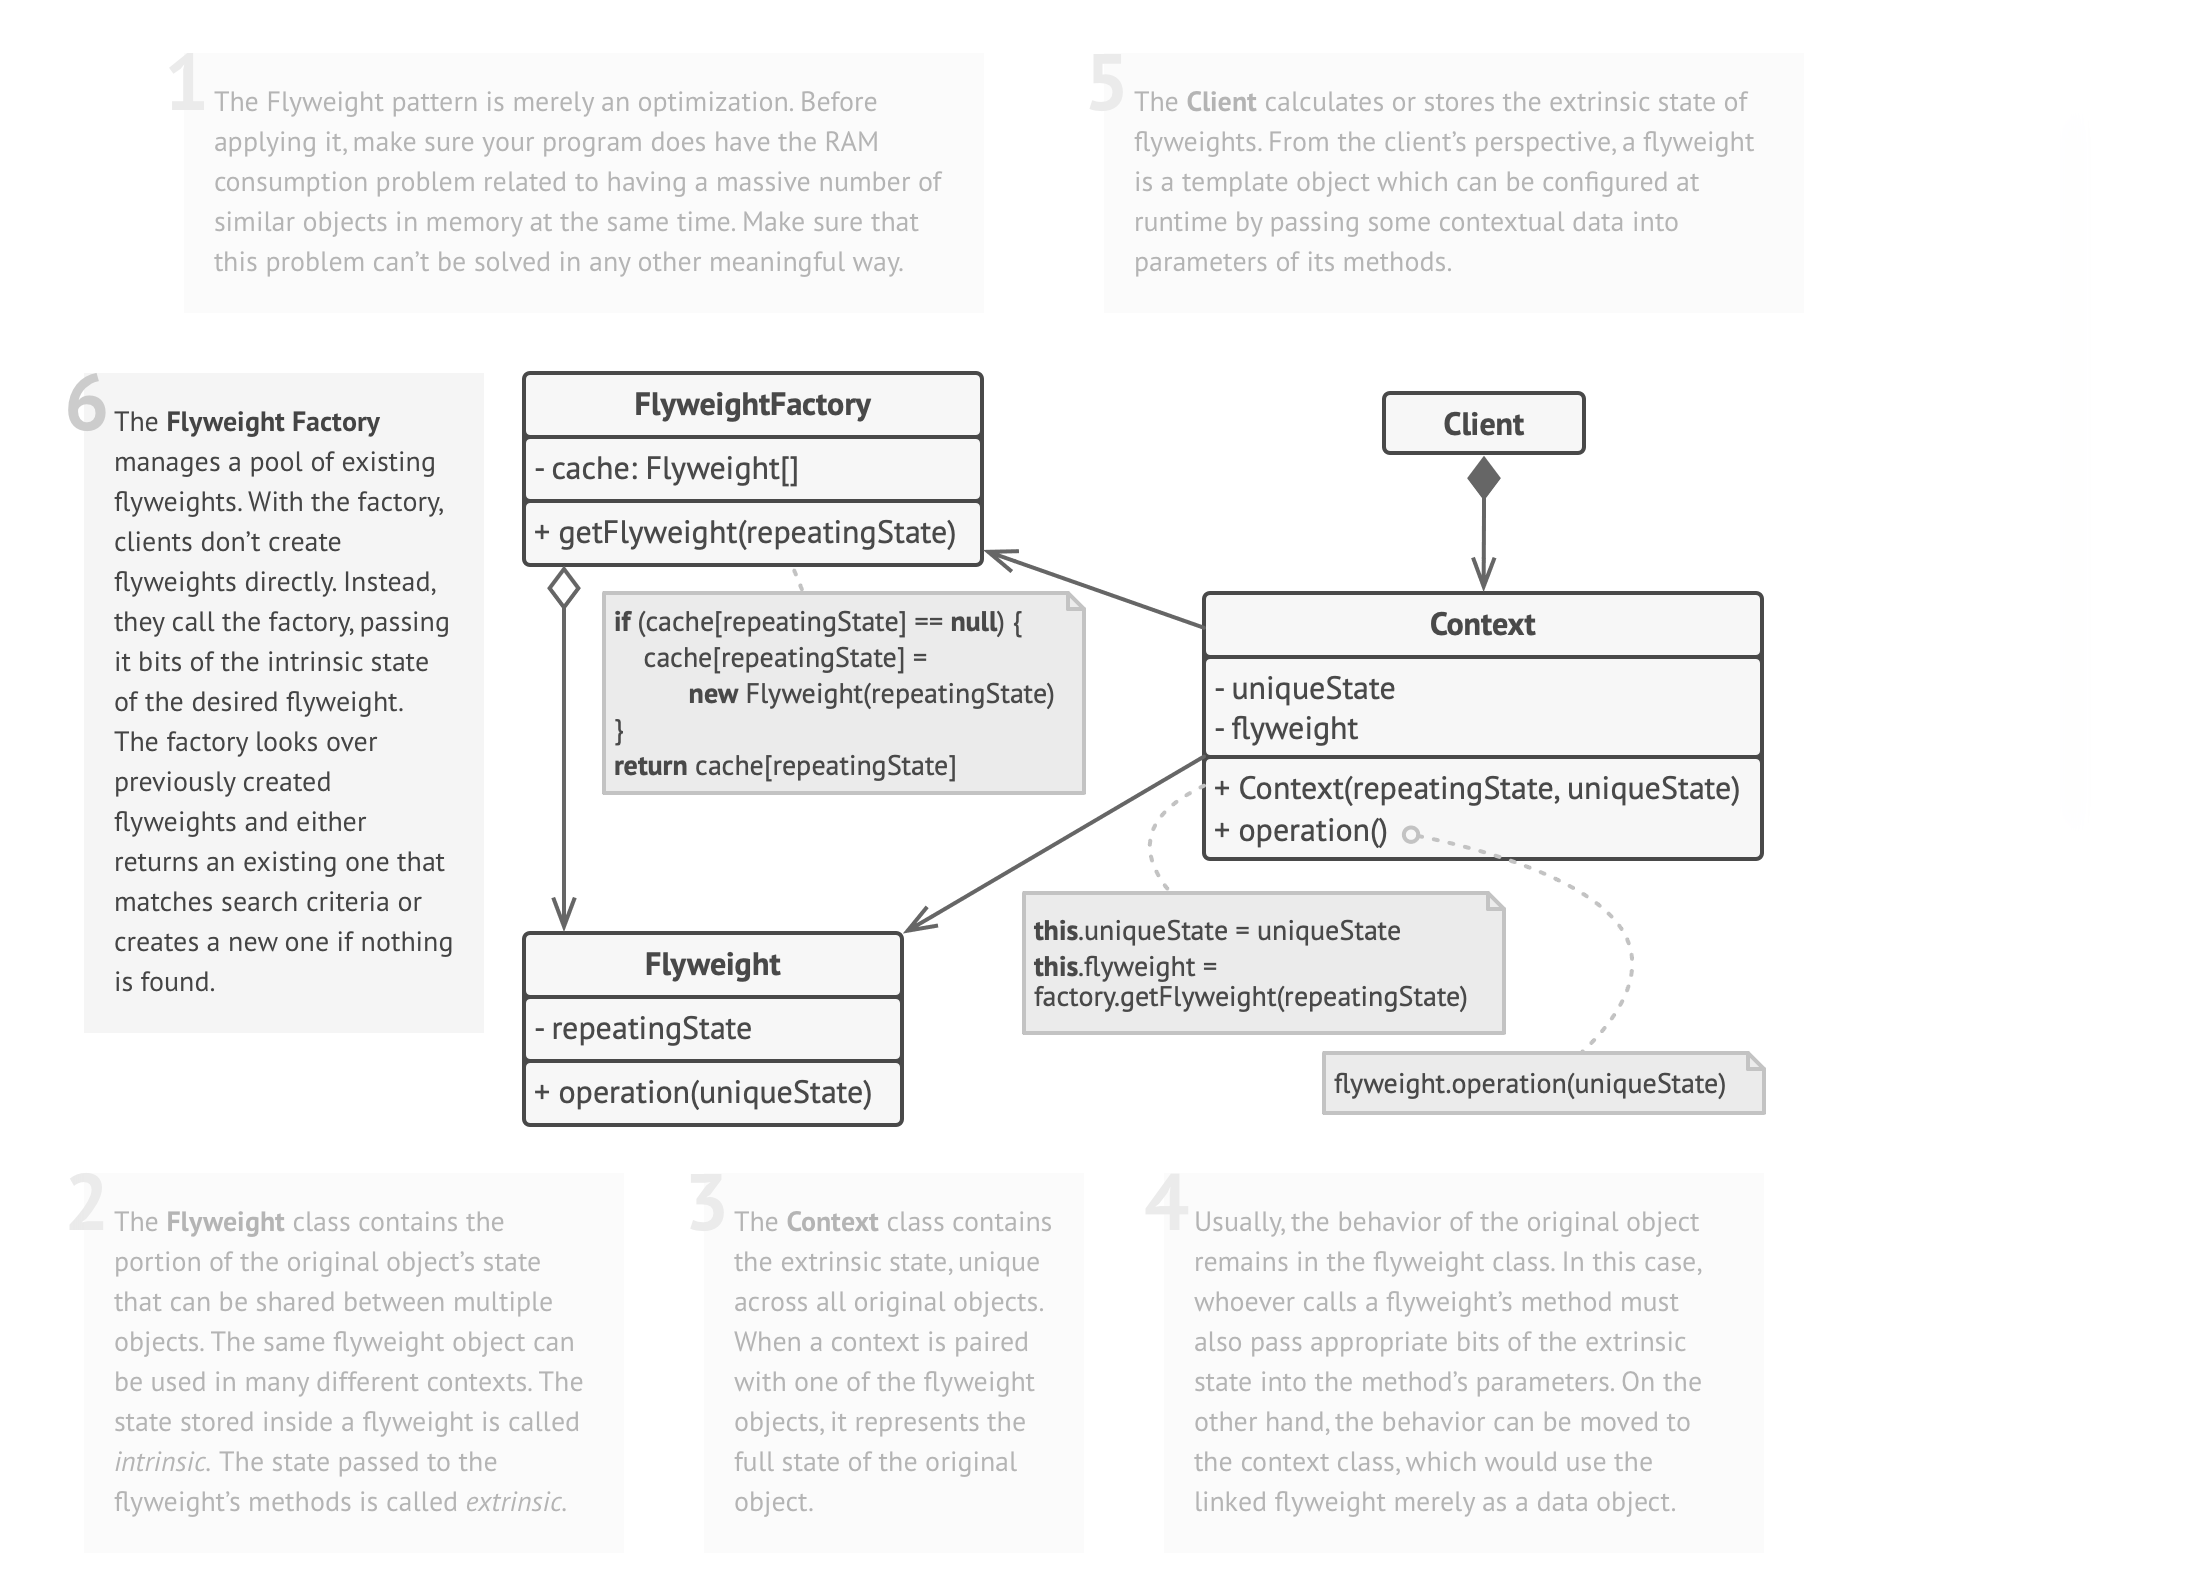 1
The Flyweight pattern is merely an optimization. Before
applying it, make sure your program does have the RAM
consumption problem related to having a massive number of
similar objects in memory at the same time. Make sure that
this problem can’t be solved in any other meaningful way.
5
The Client calculates or stores the extrinsic state of
flyweights. From the client’s perspective, a flyweight
is a template object which can be configured at
runtime by passing some contextual data into
parameters of its methods.
6
The Flyweight Factory
manages a pool of existing
flyweights. With the factory,
clients don’t create
flyweights directly. Instead,
they call the factory, passing
it bits of the intrinsic state
of the desired flyweight.
The factory looks over
previously created
flyweights and either
returns an existing one that
matches search criteria or
creates a new one if nothing
is found.
FlyweightFactory
- cache: Flyweight[]
+ getFlyweight(repeatingState)
if (cache[repeatingState] == null) {
cache[repeatingState] =
new Flyweight(repeatingState)
}
return cache[repeatingState]
Client
Context
- uniqueState
- flyweight
+ Context(repeatingState, uniqueState)
+ operation()
this.uniqueState = uniqueState
this.flyweight =
factory.getFlyweight(repeatingState)
flyweight.operation(uniqueState)
Flyweight
- repeatingState
+ operation(uniqueState)
2
The Flyweight class contains the
portion of the original object’s state
that can be shared between multiple
objects. The same flyweight object can
be used in many different contexts. The
state stored inside a flyweight is called
intrinsic. The state passed to the
flyweight’s methods is called extrinsic.
3
The Context class contains
the extrinsic state, unique
across all original objects.
When a context is paired
with one of the flyweight
objects, it represents the
full state of the original
object.
4
Usually, the behavior of the original object
remains in the flyweight class. In this case,
whoever calls a flyweight’s method must
also pass appropriate bits of the extrinsic
state into the method’s parameters. On the
other hand, the behavior can be moved to
the context class, which would use the
linked flyweight merely as a data object.